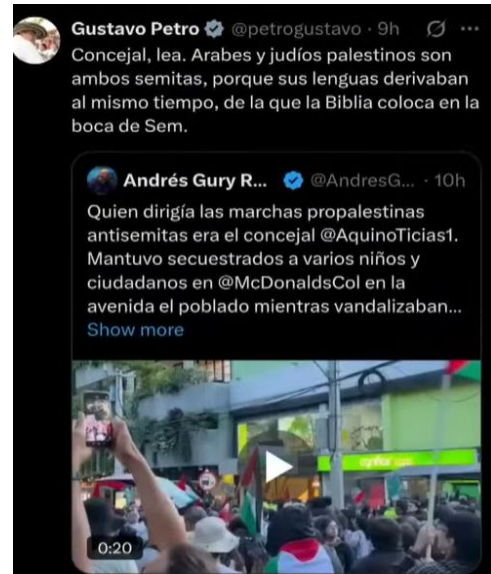 Gustavo Petro @petrogustavo · 9h
Concejal, lea. Arabes y judíos palestinos son
ambos semitas, porque sus lenguas derivaban
al mismo tiempo, de la que la Biblia coloca en la
boca de Sem.
Andrés Gury R... @AndresG... · 10h
Quien dirigía las marchas propalestinas
antisemitas era el concejal @AquinoTicias1.
Mantuvo secuestrados a varios niños y
ciudadanos en @McDonaldsCol en la
avenida el poblado mientras vandalizaban...
Show more
0:20